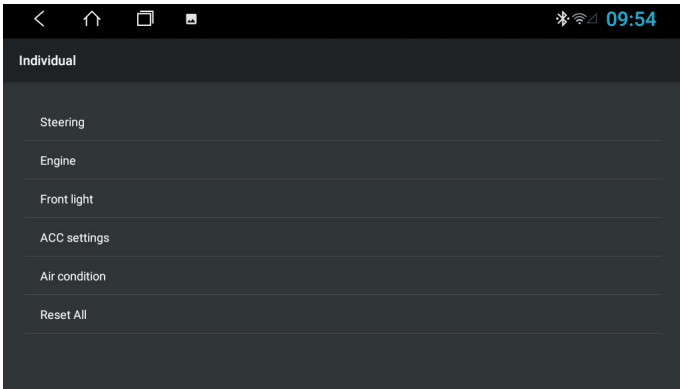 09:54
Individual
Steering
Engine
Front light
ACC settings
Air condition
Reset All